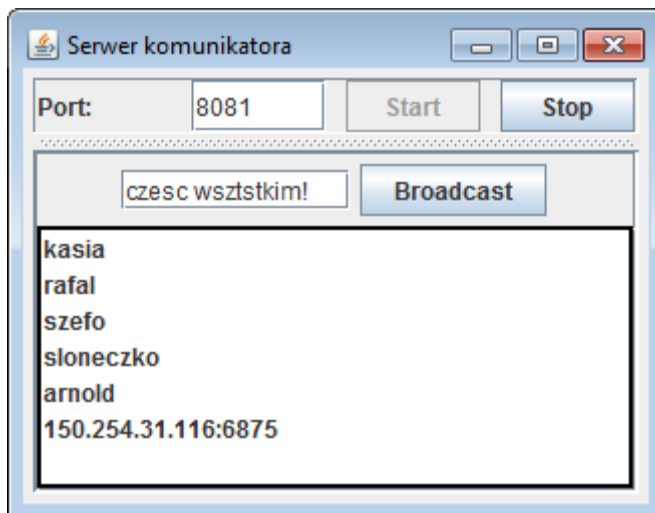 Serwer komunikatora
Port: 8081 Start Stop
czesc wsztstkim! Broadcast
kasia
rafal
szefo
sloneczko
arnold
150.254.31.116:6875